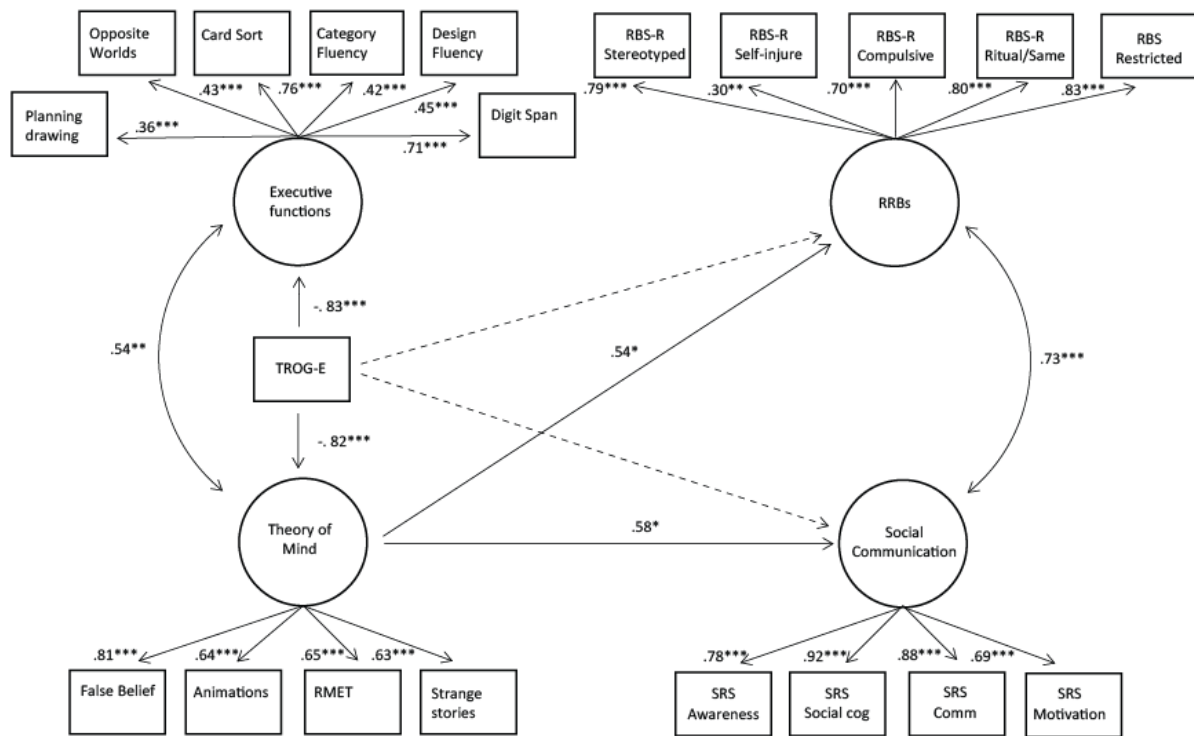 Opposite
Worlds
Card Sort
Category
Fluency
Design
Fluency
RBS-R
Stereotyped
RBS-R
Self-injure
RBS-R
Compulsive
RBS-R
Ritual/Same
RBS
Restricted
.43***
.76***
.42***
.45***
.79***
.30**
.70***
.80***
.83***
Planning
drawing
.36***
.71***
Digit Span
Executive
functions
RRBs
-. 83***
.54**
TROG-E
.54*
.73***
-. 82***
Theory of
Mind
.58*
Social
Communication
.81***
.64***
.65***
.63***
.78***
.92***
.88***
.69***
False Belief
Animations
RMET
Strange
stories
SRS
Awareness
SRS
Social cog
SRS
Comm
SRS
Motivation